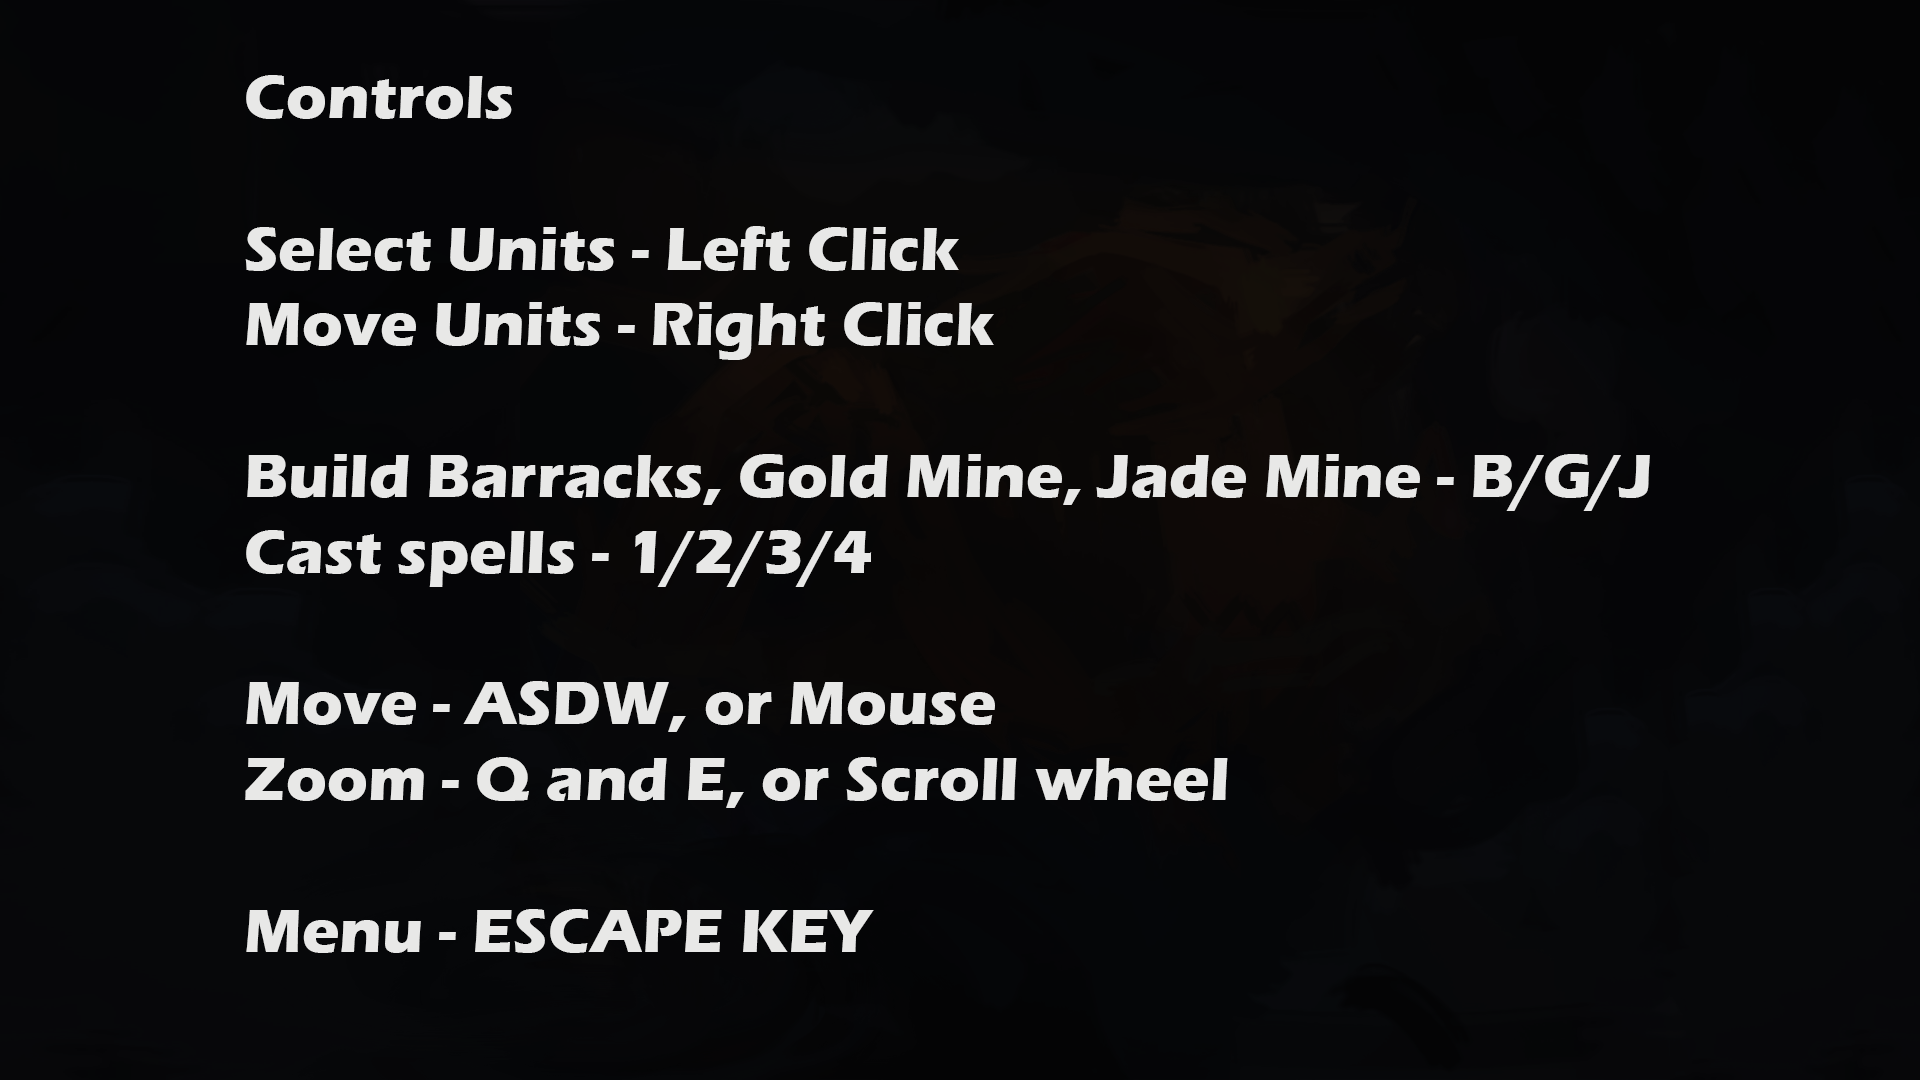 Controls
Select Units - Left Click
Move Units - Right Click
Build Barracks, Gold Mine, Jade Mine - B/G/J
Cast spells - 1/2/3/4
Move - ASDW, or Mouse
Zoom - Q and E, or Scroll wheel
Menu - ESCAPE KEY